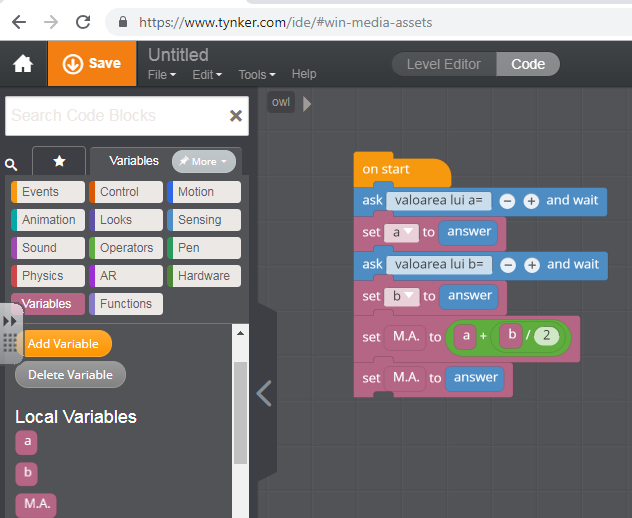 https://www.tynker.com/ide/#win-media-assets
Save
Untitled
File Edit Tools Help
Level Editor Code
Search Code Blocks
Variables More
Events Control Motion
Animation Looks Sensing
Sound Operators Pen
Physics AR Hardware
Variables Functions
Add Variable
Delete Variable
Local Variables
a
b
M.A.
owl
on start
ask valoarea lui a= − + and wait
set a to answer
ask valoarea lui b= − + and wait
set b to answer
set M.A. to a + b / 2
set M.A. to answer